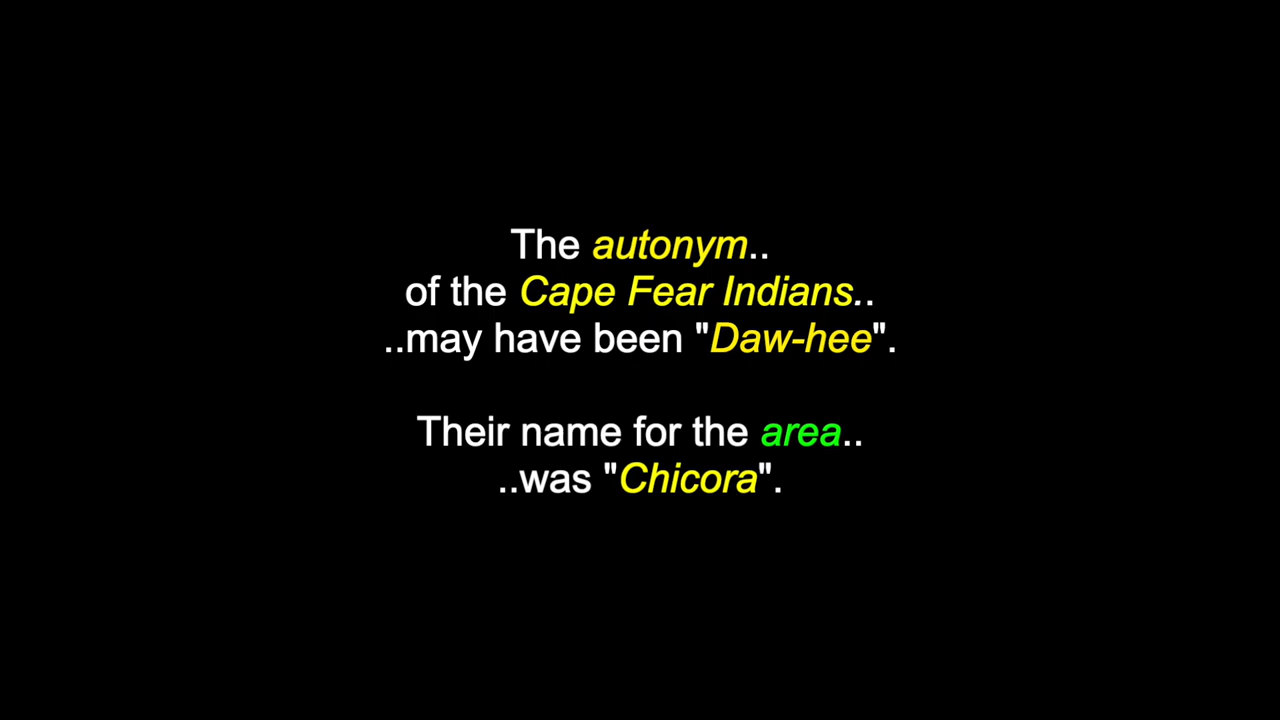 The autonym..
of the Cape Fear Indians..
..may have been "Daw-hee".
Their name for the area..
..was "Chicora".